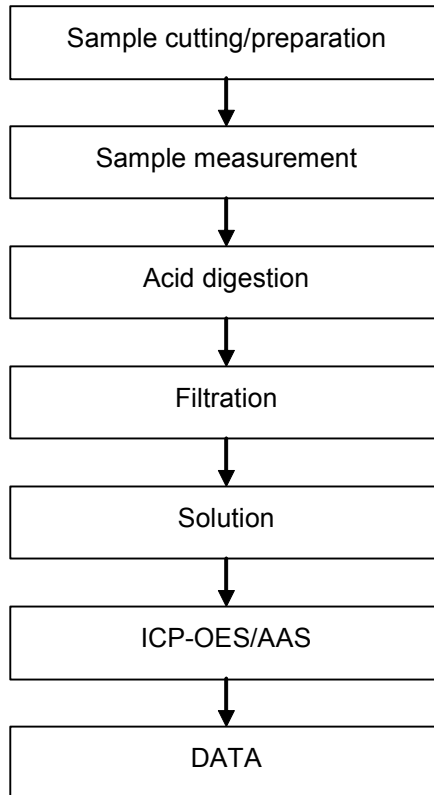 Sample cutting/preparation
Sample measurement
Acid digestion
Filtration
Solution
ICP-OES/AAS
DATA